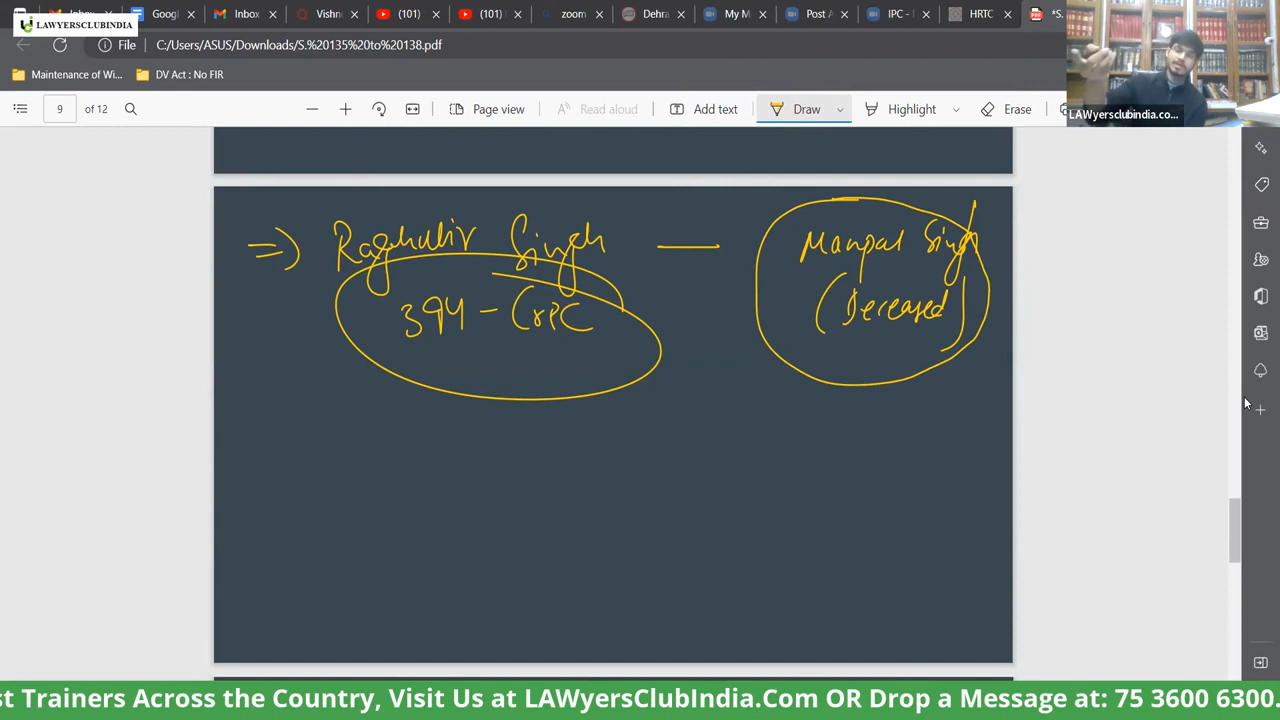 Inbox
Googl
Inbox
Vishn
(101)
(101)
Dehra
Post
IPC -
HRTC
*S.
LAWYERSCLUBINDIA
File
C:/Users/ASUS/Downloads/S.%20135%20to%20138.pdf
Maintenance of Wi...
DV Act : No FIR
LAWyersclubindia.co...
9 of 12
Page view
Read aloud
Add text
Draw
Highlight
Erase
=> Raghubir Singh — Manpal Singh
394 - CrPC (Deceased)
st Trainers Across the Country, Visit Us at LAWyersClubIndia.Com OR Drop a Message at: 75 3600 6300.